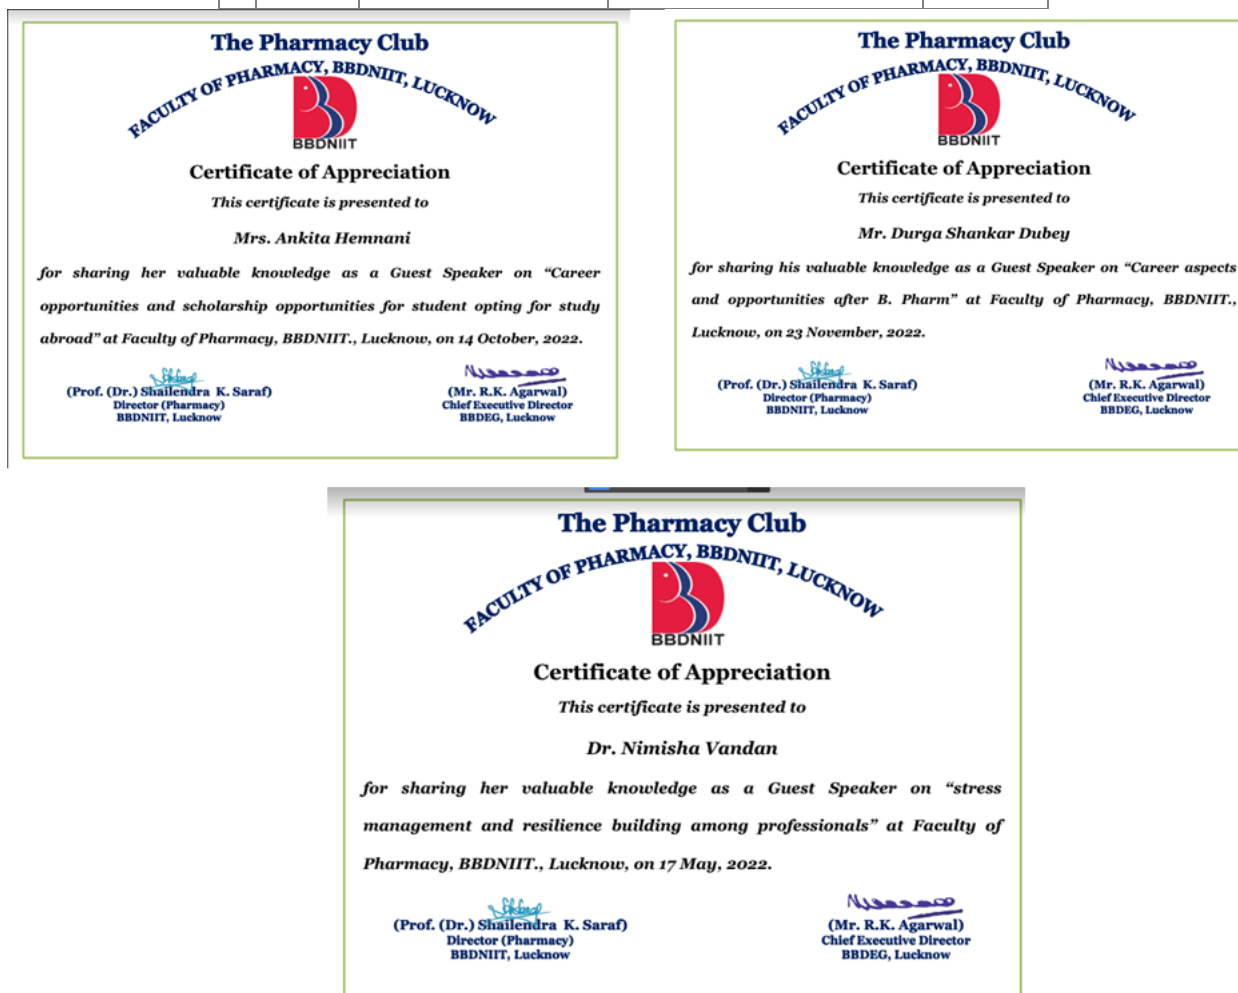 The Pharmacy Club
FACULTY OF PHARMACY, BBDNIIT, LUCKNOW
BBDNIIT
Certificate of Appreciation
This certificate is presented to
Mrs. Ankita Hemnani
for sharing her valuable knowledge as a Guest Speaker on “Career
opportunities and scholarship opportunities for student opting for study
abroad” at Faculty of Pharmacy, BBDNIIT., Lucknow, on 14 October, 2022.
(Prof. (Dr.) Shailendra K. Saraf)
Director (Pharmacy)
BBDNIIT, Lucknow
(Mr. R.K. Agarwal)
Chief Executive Director
BBDEG, Lucknow
The Pharmacy Club
FACULTY OF PHARMACY, BBDNIIT, LUCKNOW
BBDNIIT
Certificate of Appreciation
This certificate is presented to
Mr. Durga Shankar Dubey
for sharing his valuable knowledge as a Guest Speaker on “Career aspects
and opportunities after B. Pharm” at Faculty of Pharmacy, BBDNIIT.,
Lucknow, on 23 November, 2022.
(Prof. (Dr.) Shailendra K. Saraf)
Director (Pharmacy)
BBDNIIT, Lucknow
(Mr. R.K. Agarwal)
Chief Executive Director
BBDEG, Lucknow
The Pharmacy Club
FACULTY OF PHARMACY, BBDNIIT, LUCKNOW
BBDNIIT
Certificate of Appreciation
This certificate is presented to
Dr. Nimisha Vandan
for sharing her valuable knowledge as a Guest Speaker on “stress
management and resilience building among professionals” at Faculty of
Pharmacy, BBDNIIT., Lucknow, on 17 May, 2022.
(Prof. (Dr.) Shailendra K. Saraf)
Director (Pharmacy)
BBDNIIT, Lucknow
(Mr. R.K. Agarwal)
Chief Executive Director
BBDEG, Lucknow